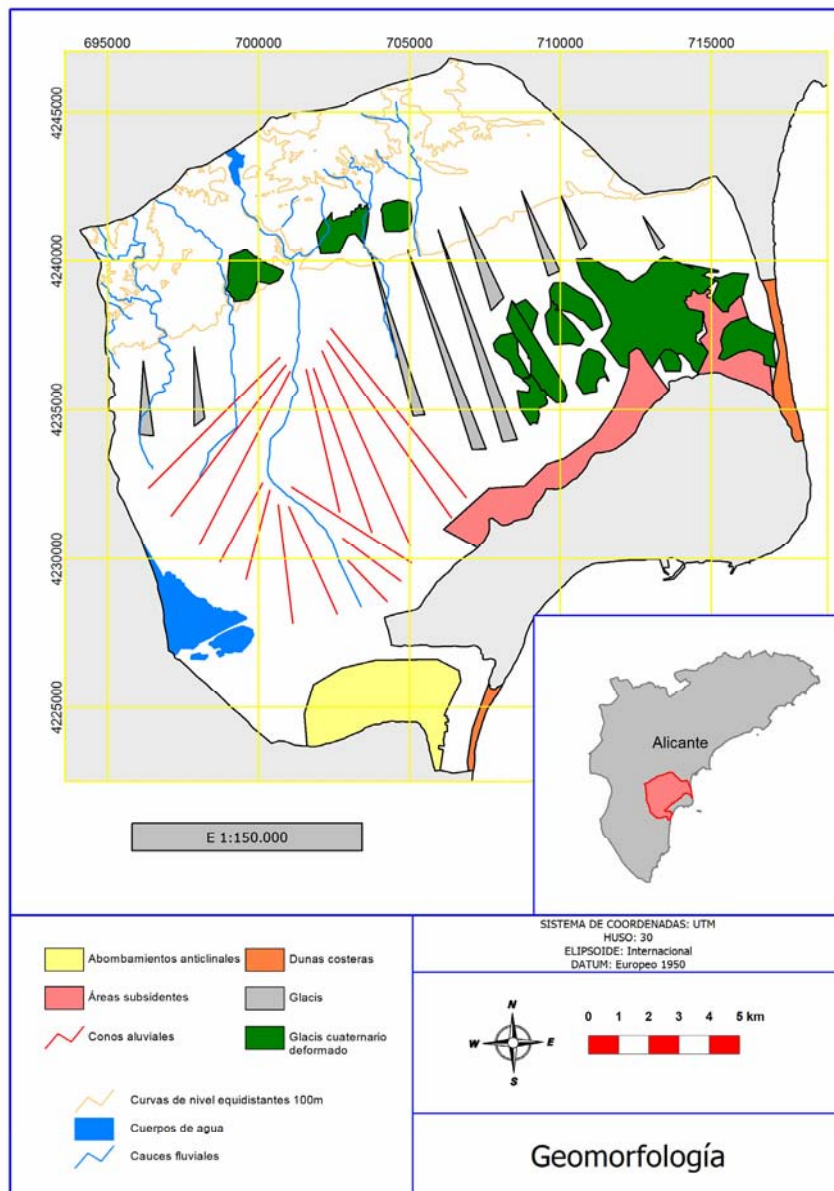 695000 700000 705000 710000 715000
4245000
4240000
4235000
4230000
4225000
Alicante
E 1:150.000
SISTEMA DE COORDENADAS: UTM
HUSO: 30
ELIPSOIDE: Internacional
DATUM: Europeo 1950
Abombamientos anticlinales
Dunas costeras
Áreas subsidentes
Glacis
Conos aluviales
Glacis cuaternario
deformado
Curvas de nivel equidistantes 100m
Cuerpos de agua
Cauces fluviales
N
W E
S
0 1 2 3 4 5 km
Geomorfología